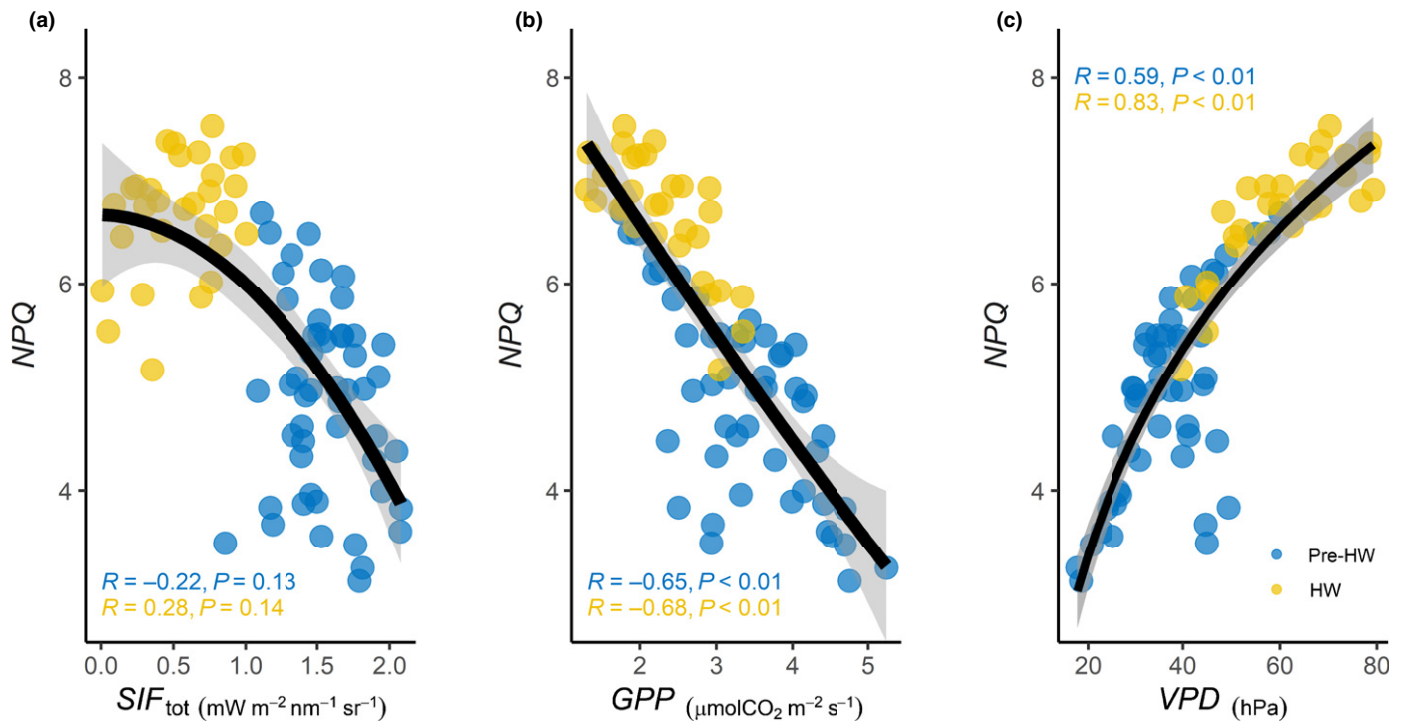 (a)
(b)
(c)
NPQ
8
6
4
R = −0.22, P = 0.13
R = 0.28, P = 0.14
0.0 0.5 1.0 1.5 2.0
SIFtot (mW m−2 nm−1 sr−1)
NPQ
8
6
4
R = −0.65, P < 0.01
R = −0.68, P < 0.01
2 3 4 5
GPP (μmolCO2 m−2 s−1)
NPQ
8
6
4
R = 0.59, P < 0.01
R = 0.83, P < 0.01
Pre-HW
HW
20 40 60 80
VPD (hPa)